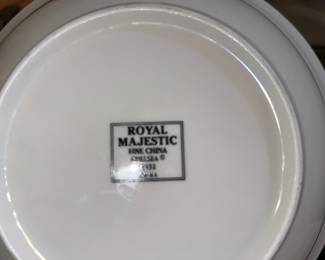 ROYAL
MAJESTIC
FINE CHINA
CHELSEA ©